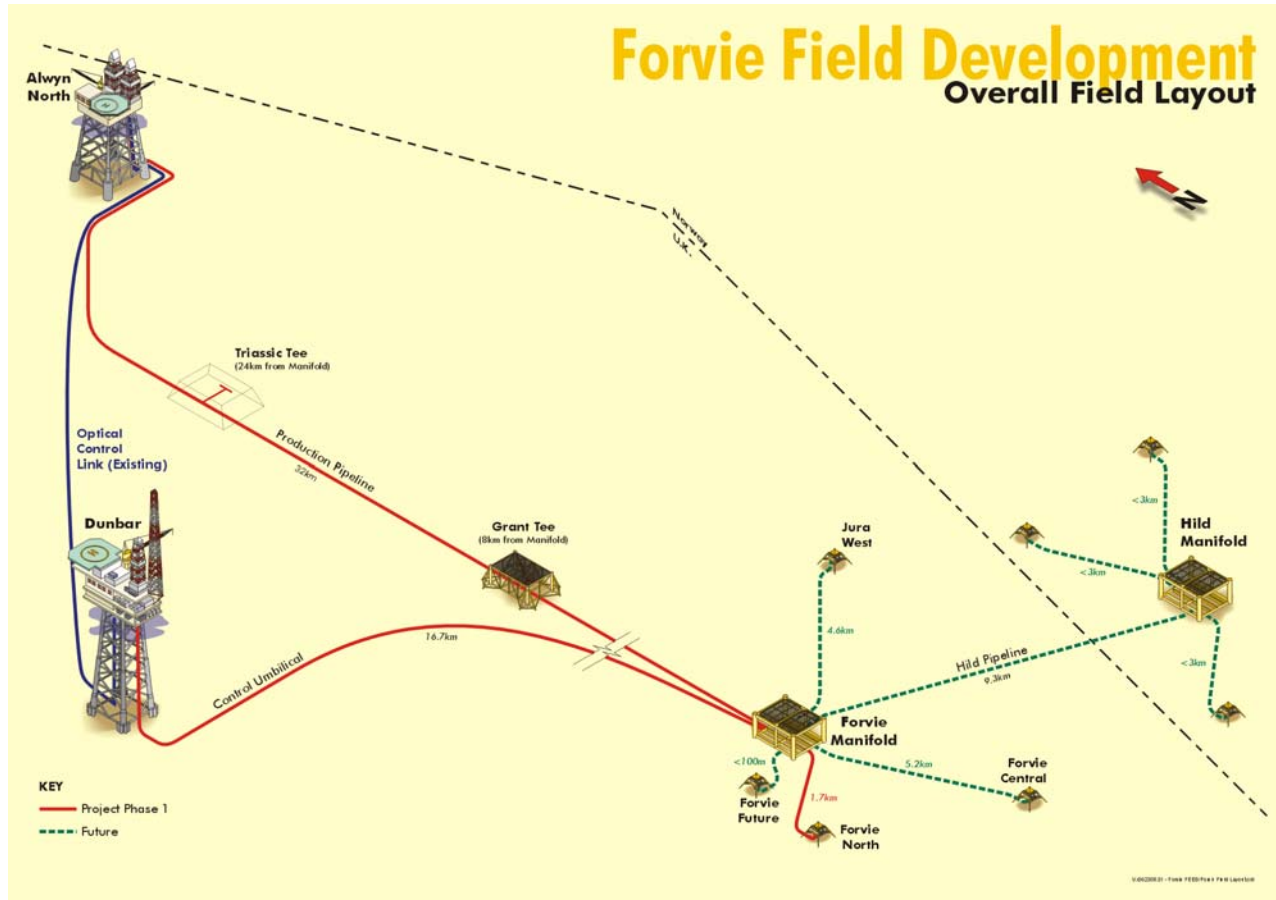 Forvie Field Development
Overall Field Layout
Alwyn
North
N
Norway
U.K.
Triassic Tee
(24km from Manifold)
Optical
Control
Link (Existing)
Production Pipeline
32km
Dunbar
Grant Tee
(8km from Manifold)
Jura
West
<3km
Hild
Manifold
<3km
4.6km
16.7km
Control Umbilical
Hild Pipeline
9.3km
<3km
Forvie
Manifold
<100m
5.2km
Forvie
Central
Forvie
Future
1.7km
Forvie
North
KEY
Project Phase 1
Future